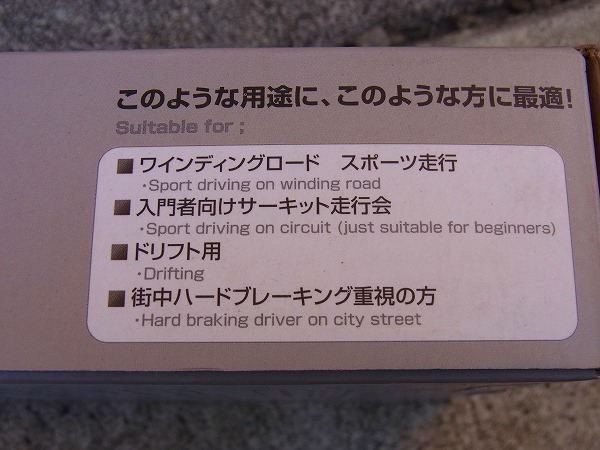 このような用途に、このような方に最適！
Suitable for ;
■ ワインディングロード　スポーツ走行
・Sport driving on winding road
■ 入門者向けサーキット走行会
・Sport driving on circuit (just suitable for beginners)
■ ドリフト用
・Drifting
■ 街中ハードブレーキング重視の方
・Hard braking driver on city street